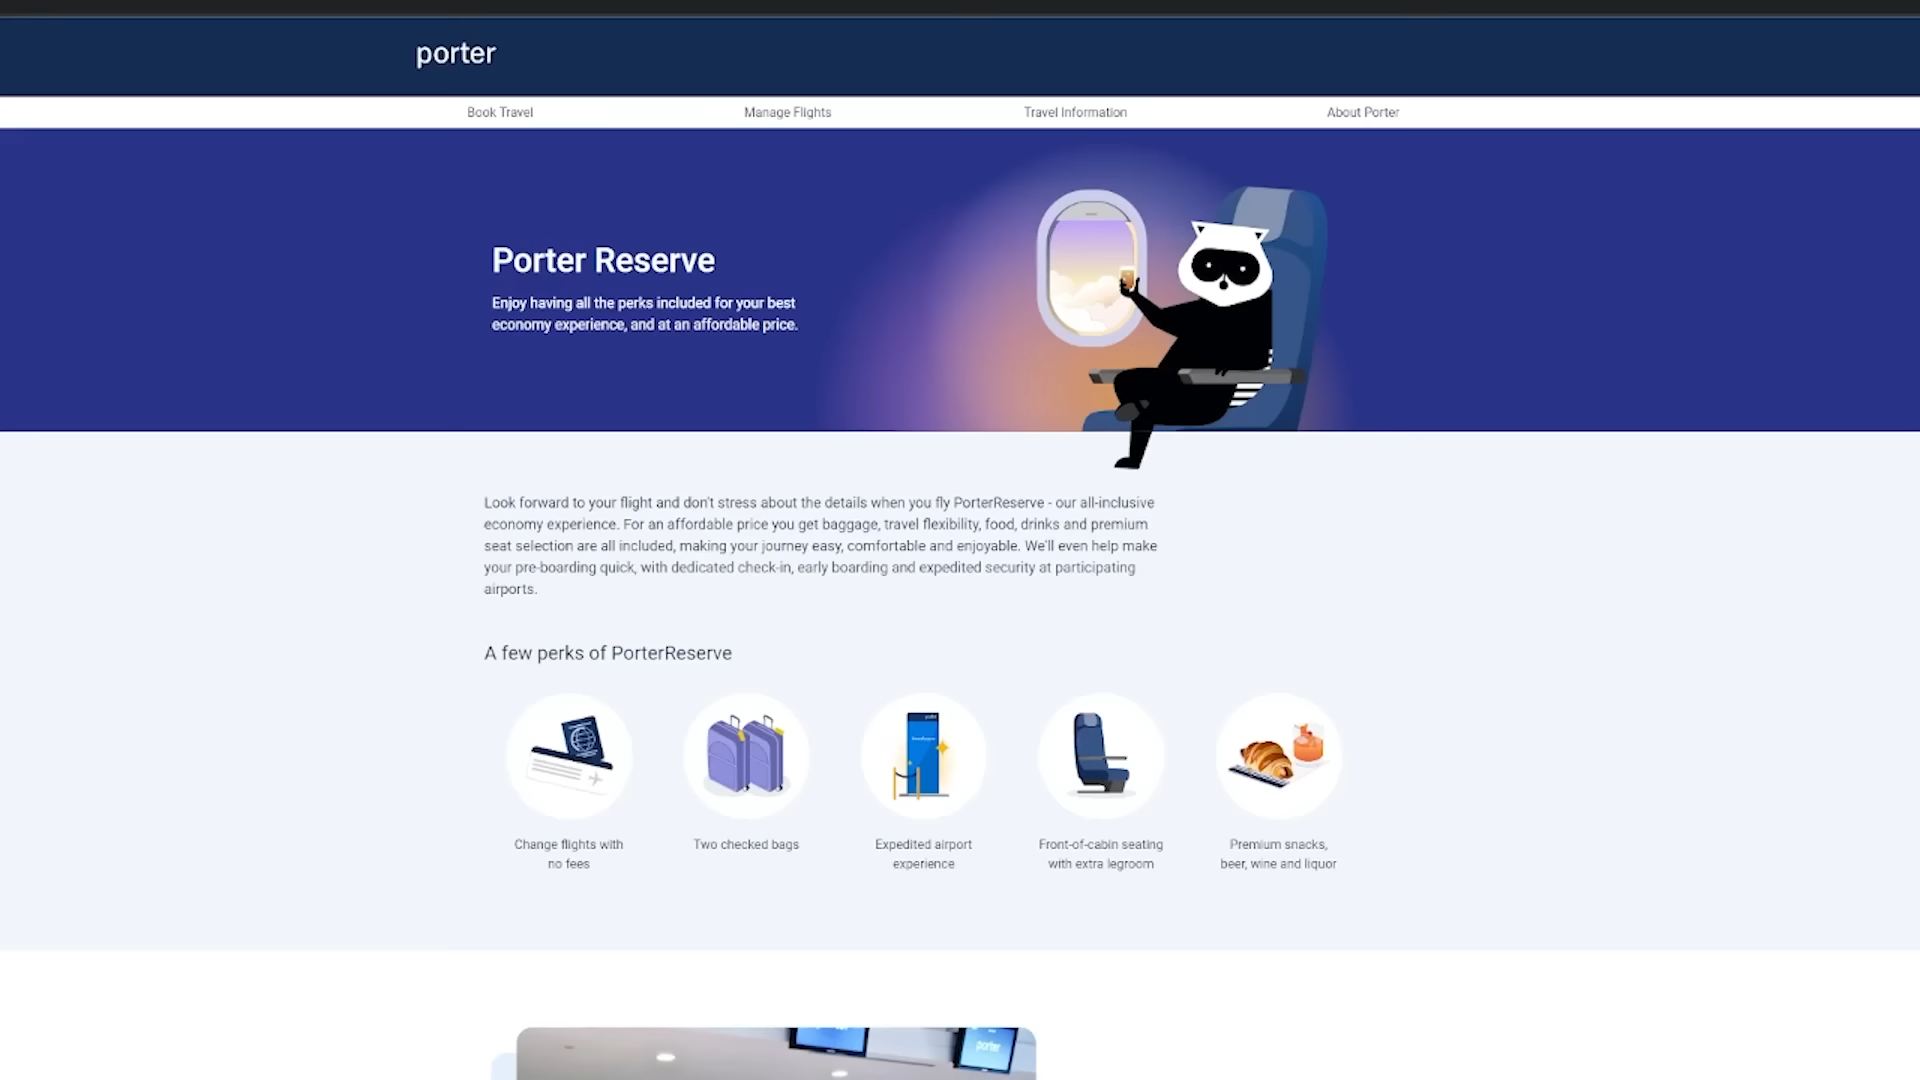 porter
Book Travel
Manage Flights
Travel Information
About Porter
Porter Reserve
Enjoy having all the perks included for your best
economy experience, and at an affordable price.
Look forward to your flight and don't stress about the details when you fly PorterReserve - our all-inclusive
economy experience. For an affordable price you get baggage, travel flexibility, food, drinks and premium
seat selection are all included, making your journey easy, comfortable and enjoyable. We'll even help make
your pre-boarding quick, with dedicated check-in, early boarding and expedited security at participating
airports.
A few perks of PorterReserve
Change flights with
no fees
Two checked bags
Expedited airport
experience
Front-of-cabin seating
with extra legroom
Premium snacks,
beer, wine and liquor
porter